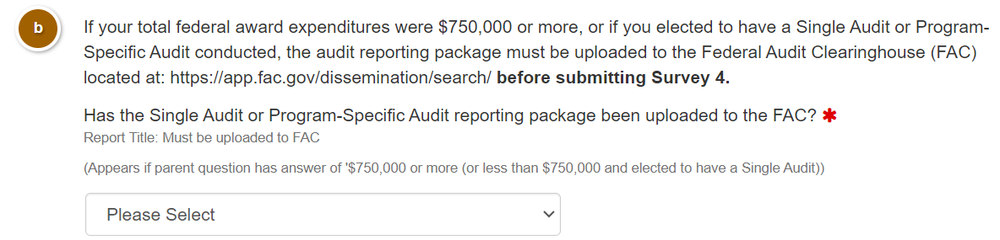 b
If your total federal award expenditures were $750,000 or more, or if you elected to have a Single Audit or Program-
Specific Audit conducted, the audit reporting package must be uploaded to the Federal Audit Clearinghouse (FAC)
located at: https://app.fac.gov/dissemination/search/ before submitting Survey 4.
Has the Single Audit or Program-Specific Audit reporting package been uploaded to the FAC? ✱
Report Title: Must be uploaded to FAC
(Appears if parent question has answer of '$750,000 or more (or less than $750,000 and elected to have a Single Audit))
Please Select